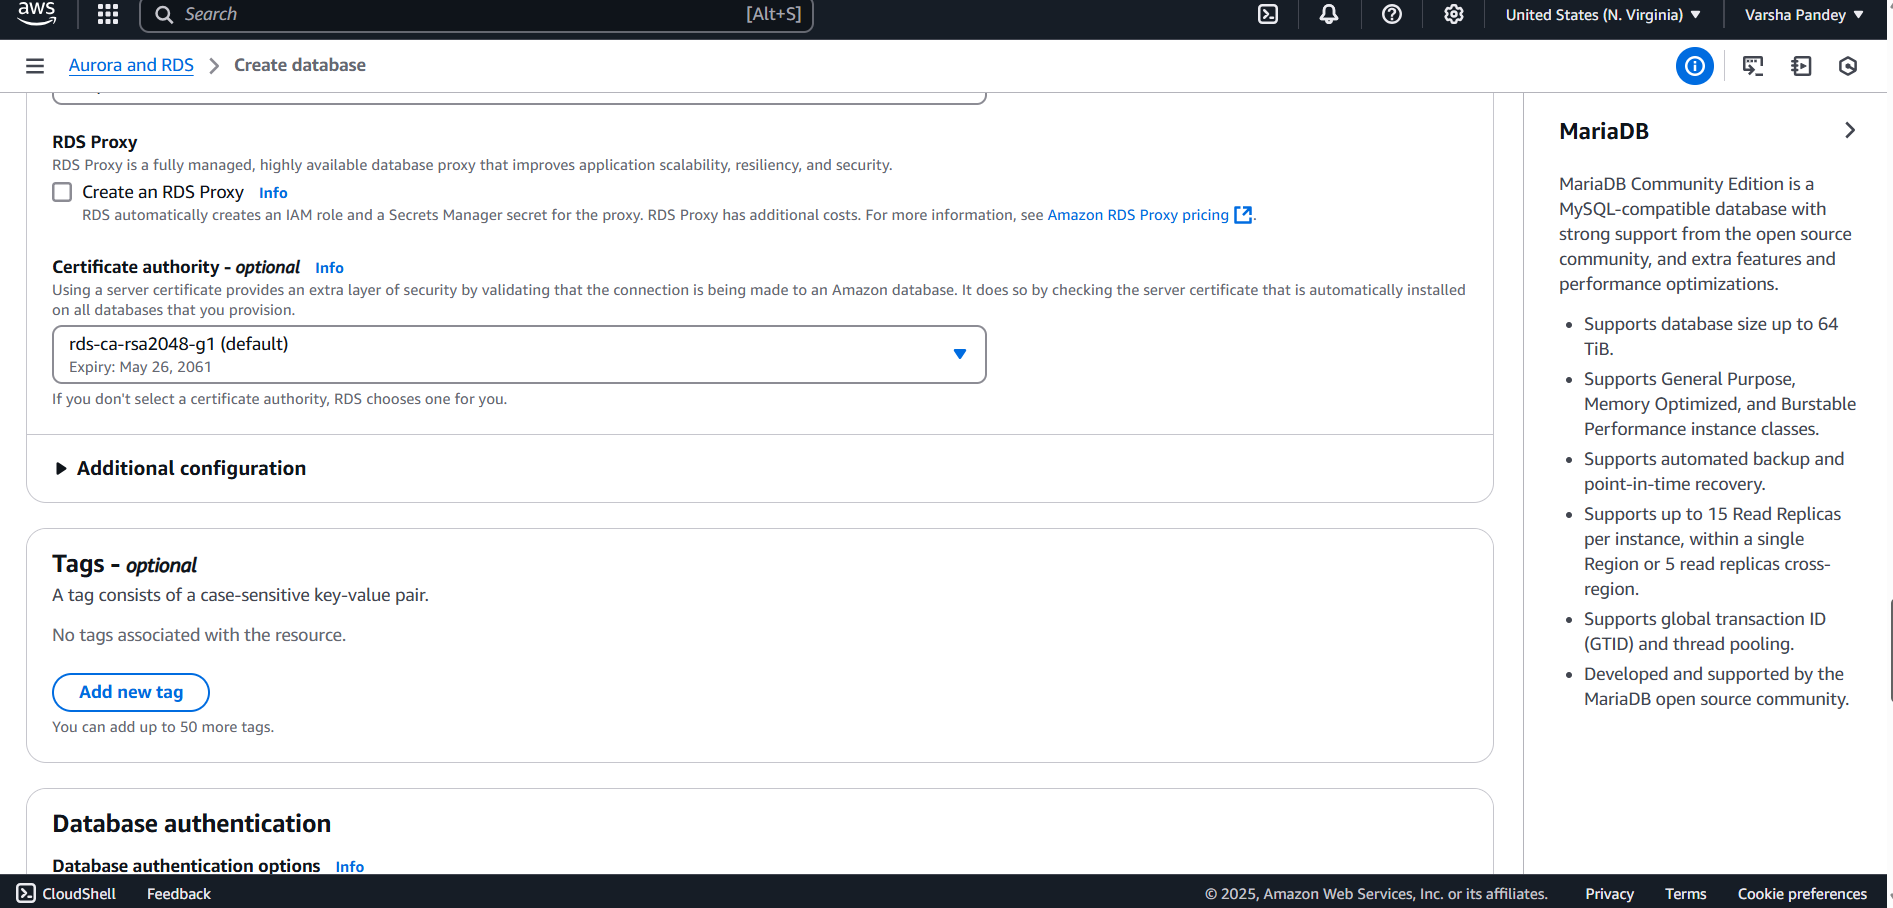 aws
Search
[Alt+S]
United States (N. Virginia)
Varsha Pandey
Aurora and RDS
Create database
RDS Proxy
RDS Proxy is a fully managed, highly available database proxy that improves application scalability, resiliency, and security.
Create an RDS Proxy Info
RDS automatically creates an IAM role and a Secrets Manager secret for the proxy. RDS Proxy has additional costs. For more information, see Amazon RDS Proxy pricing.
Certificate authority - optional Info
Using a server certificate provides an extra layer of security by validating that the connection is being made to an Amazon database. It does so by checking the server certificate that is automatically installed
on all databases that you provision.
rds-ca-rsa2048-g1 (default)
Expiry: May 26, 2061
If you don't select a certificate authority, RDS chooses one for you.
Additional configuration
Tags - optional
A tag consists of a case-sensitive key-value pair.
No tags associated with the resource.
Add new tag
You can add up to 50 more tags.
Database authentication
Database authentication options Info
MariaDB
MariaDB Community Edition is a
MySQL-compatible database with
strong support from the open source
community, and extra features and
performance optimizations.
• Supports database size up to 64
TiB.
• Supports General Purpose,
Memory Optimized, and Burstable
Performance instance classes.
• Supports automated backup and
point-in-time recovery.
• Supports up to 15 Read Replicas
per instance, within a single
Region or 5 read replicas cross-
region.
• Supports global transaction ID
(GTID) and thread pooling.
• Developed and supported by the
MariaDB open source community.
CloudShell
Feedback
© 2025, Amazon Web Services, Inc. or its affiliates.
Privacy
Terms
Cookie preferences